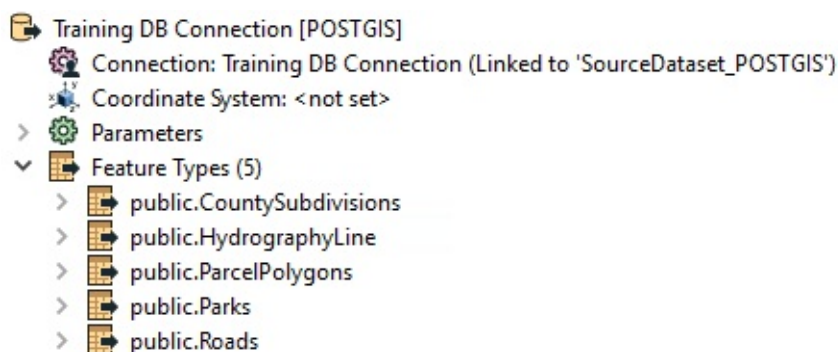 Training DB Connection [POSTGIS]
Connection: Training DB Connection (Linked to 'SourceDataset_POSTGIS')
Coordinate System: <not set>
Parameters
Feature Types (5)
public.CountySubdivisions
public.HydrographyLine
public.ParcelPolygons
public.Parks
public.Roads